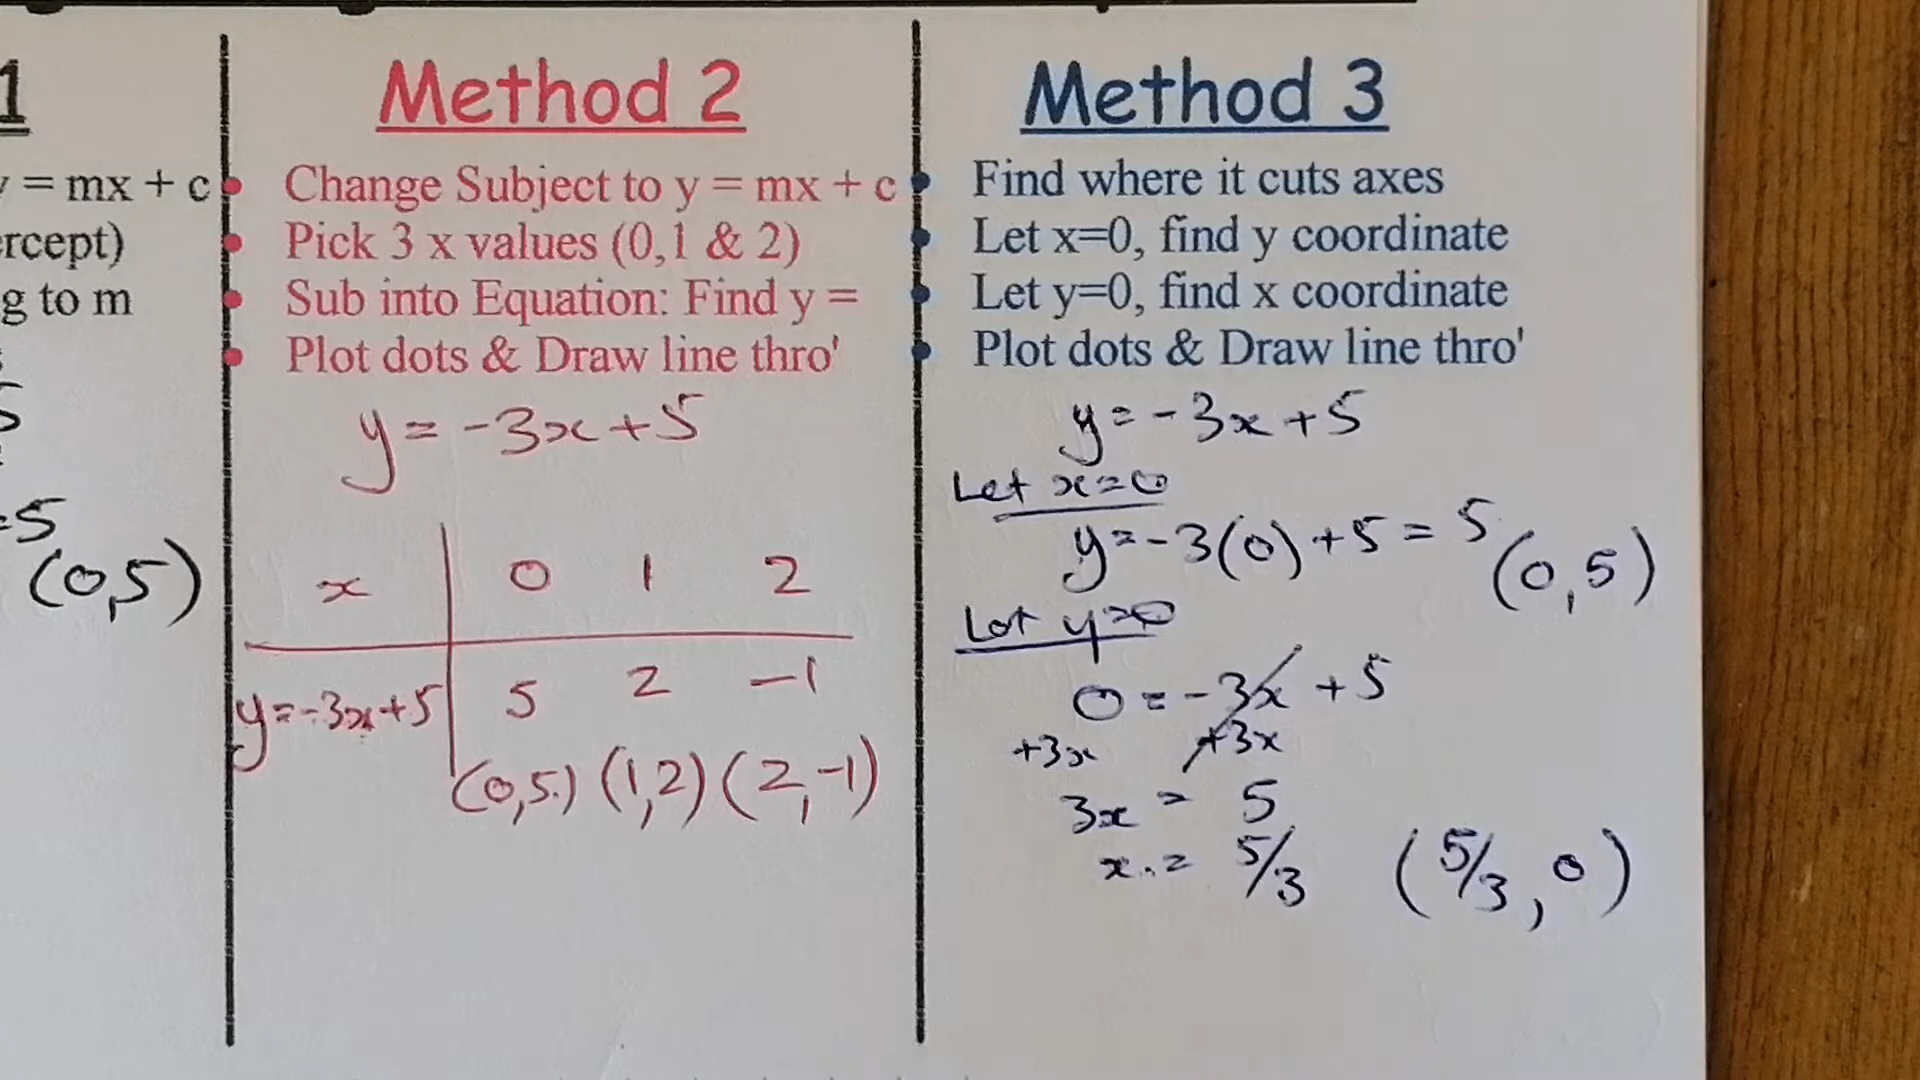 1
y = mx + c
rcept)
g to m
5
=5
(0,5)
Method 2
• Change Subject to y = mx + c
• Pick 3 x values (0,1 & 2)
• Sub into Equation: Find y =
• Plot dots & Draw line thro'
y = -3x + 5
x 0 1 2
y=-3x+5 5 2 -1
(0,5) (1,2) (2,-1)
Method 3
• Find where it cuts axes
• Let x=0, find y coordinate
• Let y=0, find x coordinate
• Plot dots & Draw line thro'
y = -3x + 5
Let x=0
y = -3(0) + 5 = 5 (0,5)
Let y=0
0 = -3x + 5
+3x +3x
3x = 5
x = 5/3 (5/3, 0)